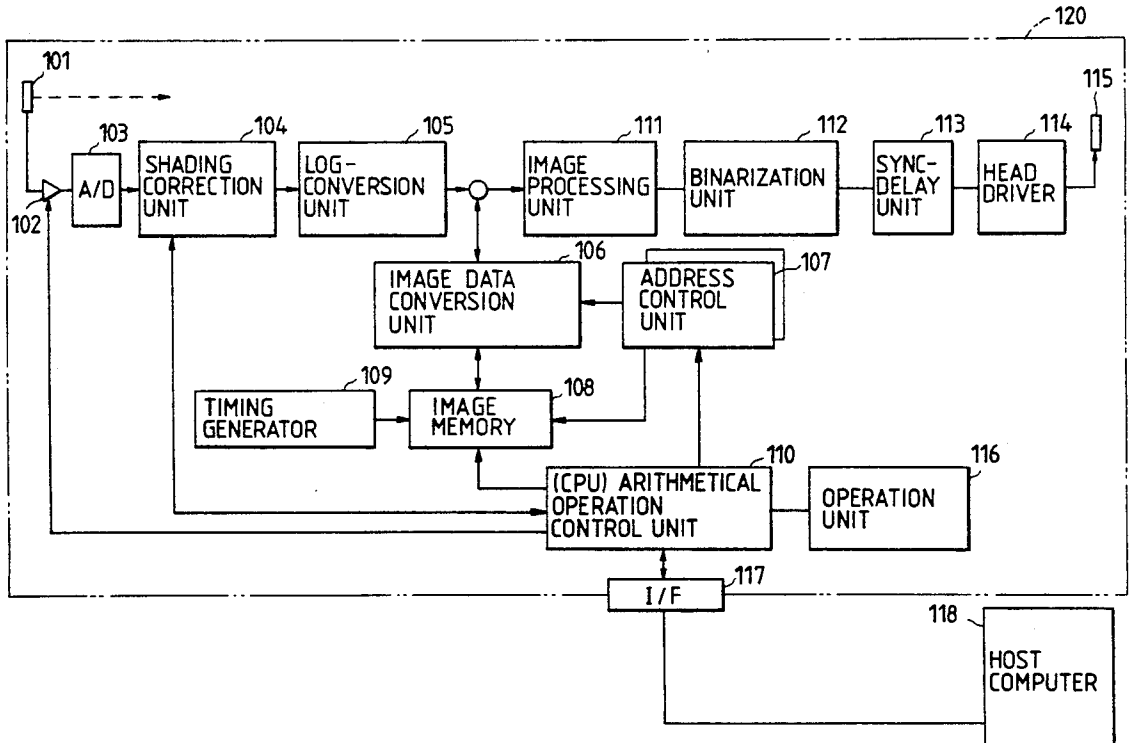 120
101
103
104
105
111
112
113
114
115
A/D
SHADING
CORRECTION
UNIT
LOG-
CONVERSION
UNIT
IMAGE
PROCESSING
UNIT
BINARIZATION
UNIT
SYNC-
DELAY
UNIT
HEAD
DRIVER
102
106
107
IMAGE DATA
CONVERSION
UNIT
ADDRESS
CONTROL
UNIT
109
108
TIMING
GENERATOR
IMAGE
MEMORY
110
116
(CPU) ARITHMETICAL
OPERATION
CONTROL UNIT
OPERATION
UNIT
117
I/F
118
HOST
COMPUTER